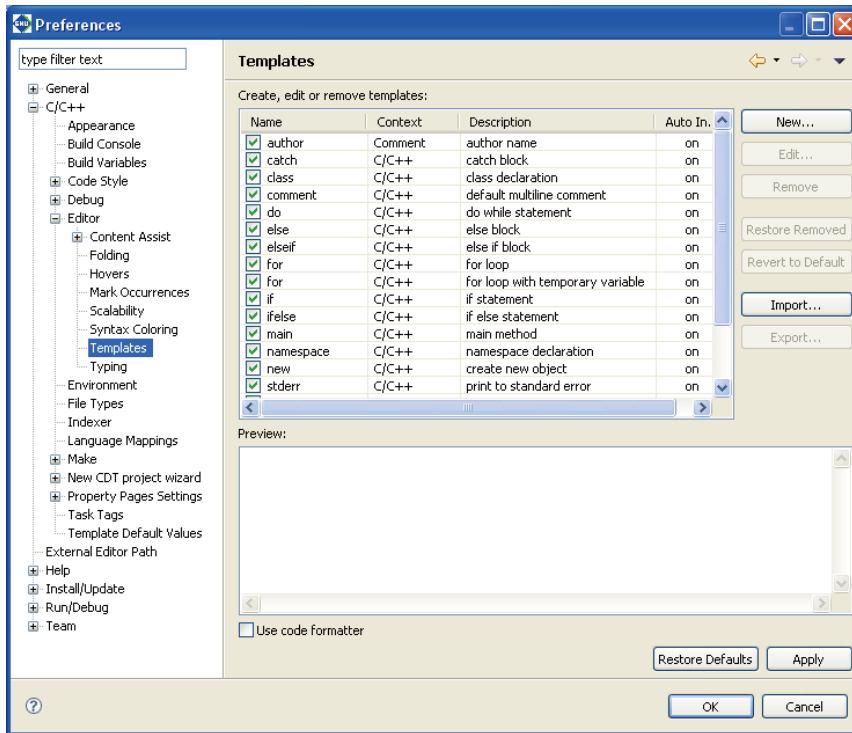 GNU Preferences
type filter text
General
C/C++
Appearance
Build Console
Build Variables
Code Style
Debug
Editor
Content Assist
Folding
Hovers
Mark Occurrences
Scalability
Syntax Coloring
Templates
Typing
Environment
File Types
Indexer
Language Mappings
Make
New CDT project wizard
Property Pages Settings
Task Tags
Template Default Values
External Editor Path
Help
Install/Update
Run/Debug
Team
Templates
Create, edit or remove templates:
Name Context Description Auto In.
author Comment author name on
catch C/C++ catch block on
class C/C++ class declaration on
comment C/C++ default multiline comment on
do C/C++ do while statement on
else C/C++ else block on
elseif C/C++ else if block on
for C/C++ for loop on
for C/C++ for loop with temporary variable on
if C/C++ if statement on
ifelse C/C++ if else statement on
main C/C++ main method on
namespace C/C++ namespace declaration on
new C/C++ create new object on
stderr C/C++ print to standard error on
New...
Edit...
Remove
Restore Removed
Revert to Default
Import...
Export...
Preview:
Use code formatter
Restore Defaults Apply
? OK Cancel